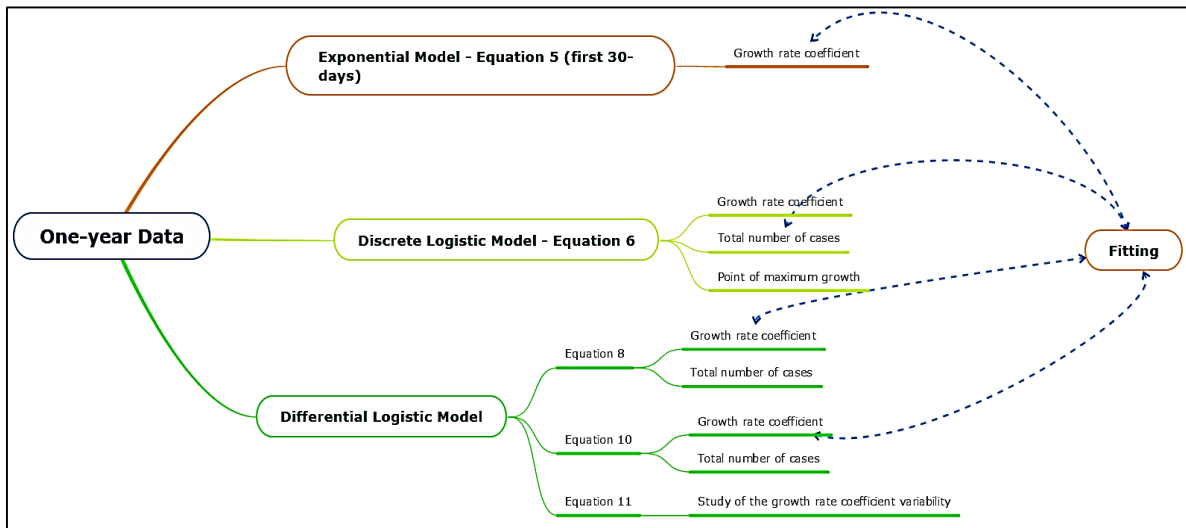 One-year Data
Exponential Model - Equation 5 (first 30-
days)
Growth rate coefficient
Discrete Logistic Model - Equation 6
Growth rate coefficient
Total number of cases
Point of maximum growth
Differential Logistic Model
Equation 8
Growth rate coefficient
Total number of cases
Equation 10
Growth rate coefficient
Total number of cases
Equation 11
Study of the growth rate coefficient variability
Fitting